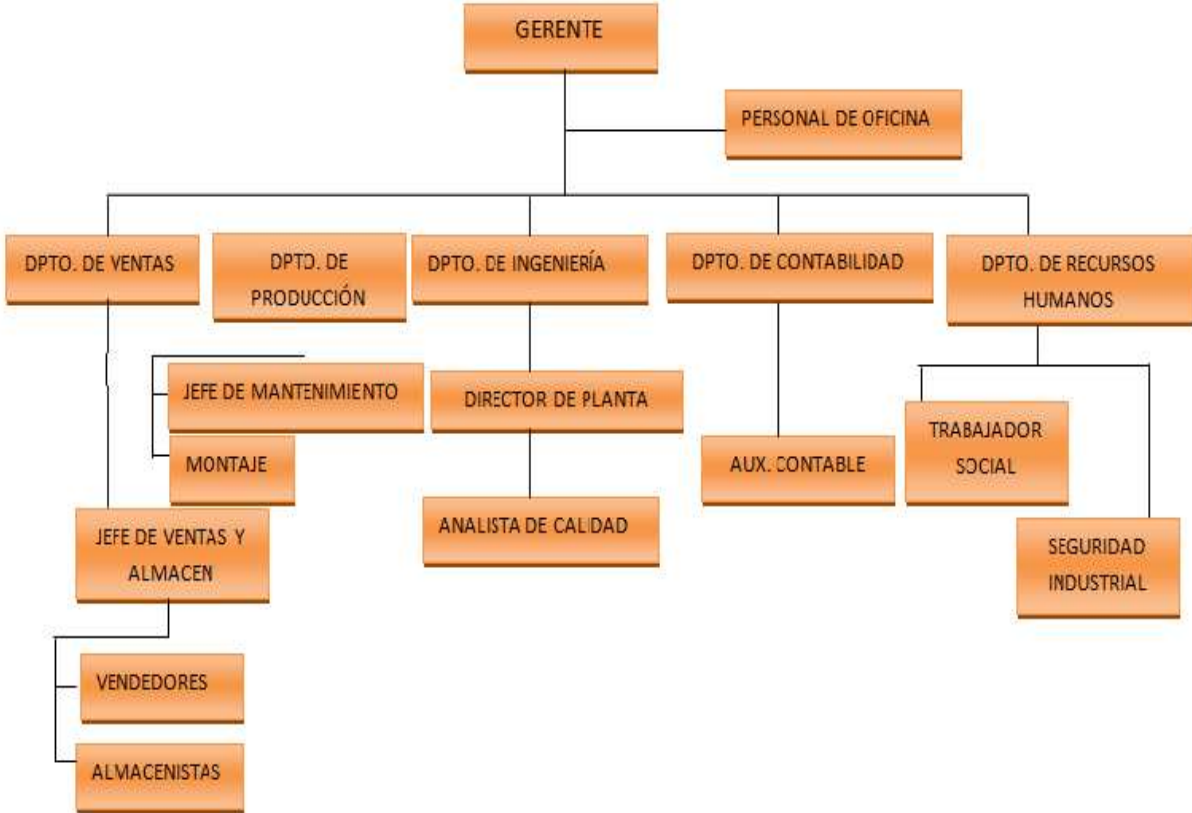 GERENTE
PERSONAL DE OFICINA
DPTO. DE VENTAS
DPTO. DE
PRODUCCIÓN
DPTO. DE INGENIERÍA
DPTO. DE CONTABILIDAD
DPTO. DE RECURSOS
HUMANOS
JEFE DE MANTENIMIENTO
MONTAJE
DIRECTOR DE PLANTA
ANALISTA DE CALIDAD
AUX. CONTABLE
TRABAJADOR
SOCIAL
SEGURIDAD
INDUSTRIAL
JEFE DE VENTAS Y
ALMACEN
VENDEDORES
ALMACENISTAS